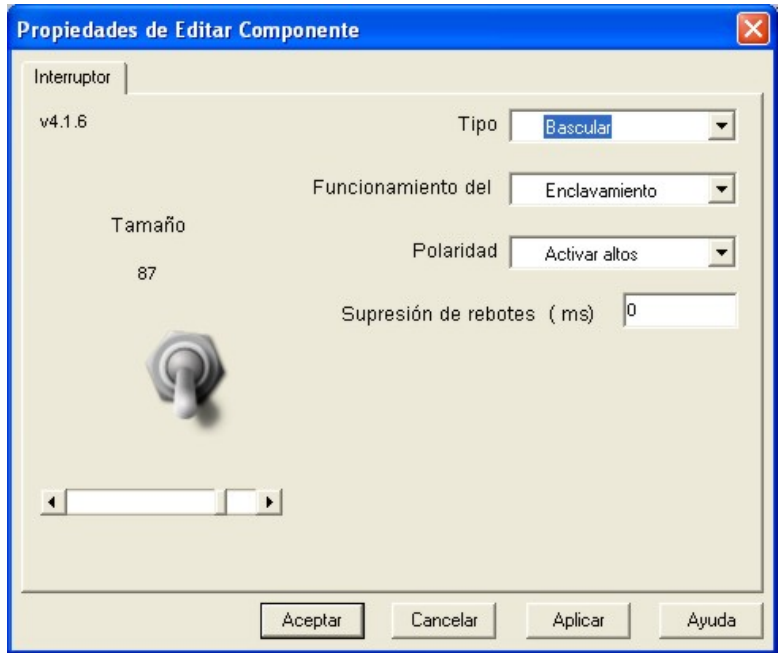 Propiedades de Editar Componente
Interruptor
v4.1.6
Tipo Bascular
Funcionamiento del Enclavamiento
Tamaño
87
Polaridad Activar altos
Supresión de rebotes ( ms) 0
Aceptar Cancelar Aplicar Ayuda